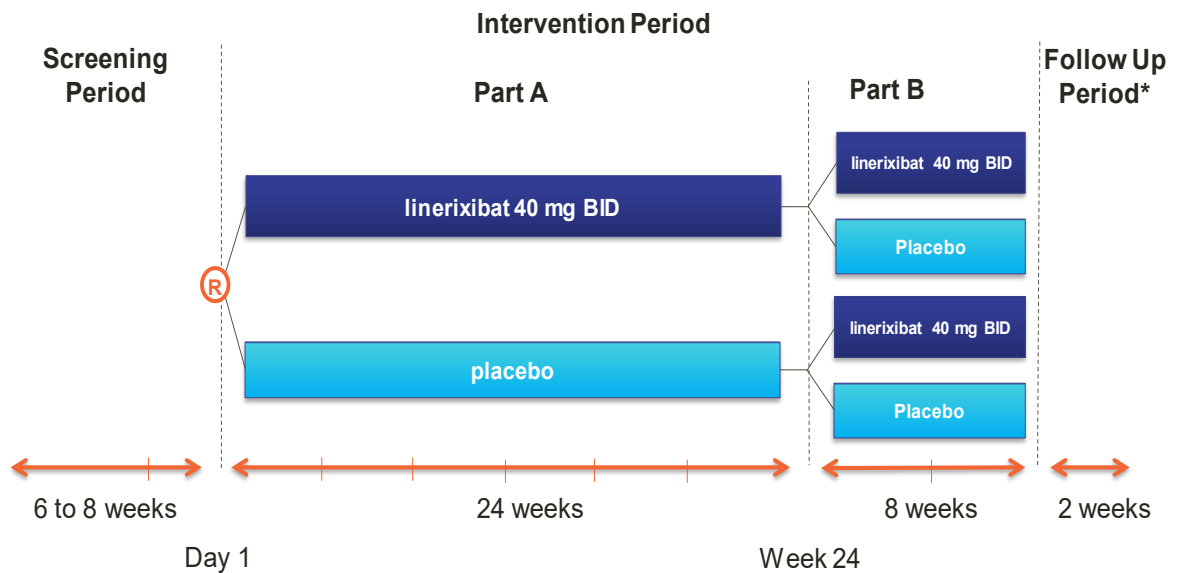 Intervention Period
Screening
Period
Part A
Part B
Follow Up
Period*
linerixibat 40 mg BID
linerixibat 40 mg BID
Placebo
R
linerixibat 40 mg BID
placebo
Placebo
6 to 8 weeks
24 weeks
8 weeks
2 weeks
Day 1
Week 24